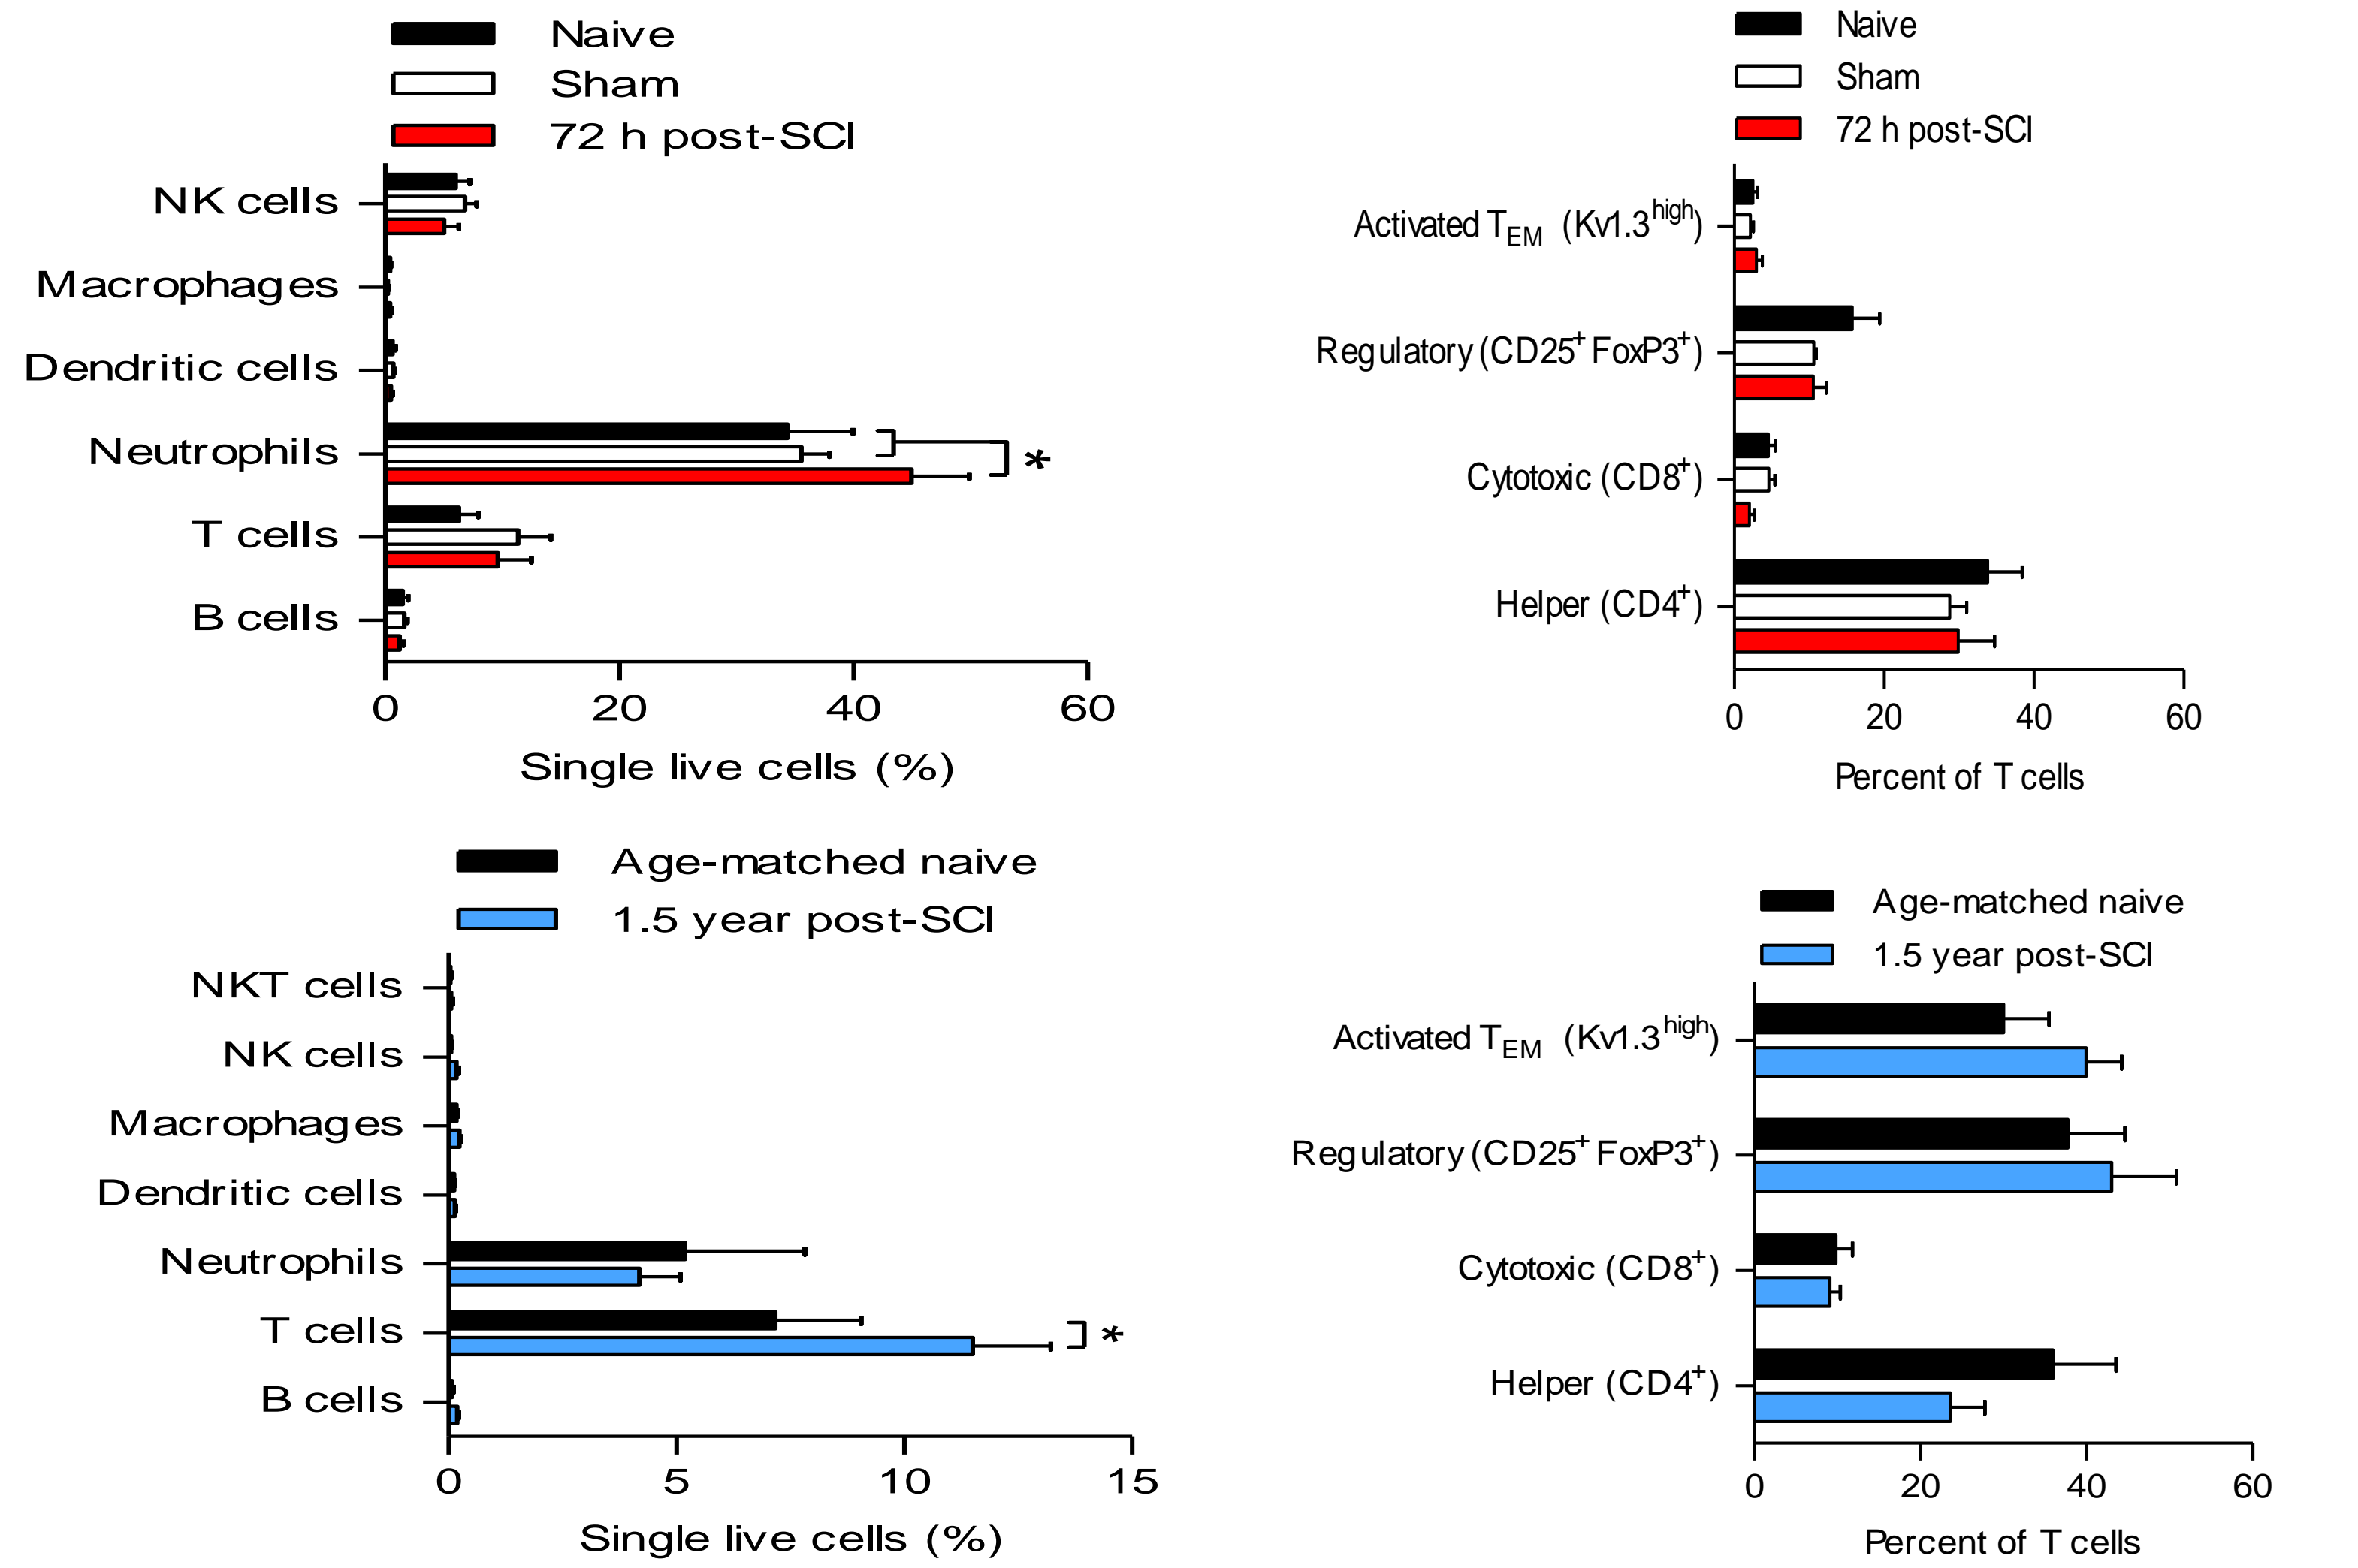 Naive
Sham
72 h post-SCI
NK cells
Macrophages
Dendritic cells
Neutrophils
*
T cells
B cells
0 20 40 60
Single live cells (%)
Naive
Sham
72 h post-SCI
Activated TEM (Kv1.3high)
Regulatory (CD25+ FoxP3+)
Cytotoxic (CD8+)
Helper (CD4+)
0 20 40 60
Percent of T cells
Age-matched naive
1.5 year post-SCI
NKT cells
NK cells
Macrophages
Dendritic cells
Neutrophils
T cells
*
B cells
0 5 10 15
Single live cells (%)
Age-matched naive
1.5 year post-SCI
Activated TEM (Kv1.3high)
Regulatory (CD25+ FoxP3+)
Cytotoxic (CD8+)
Helper (CD4+)
0 20 40 60
Percent of T cells